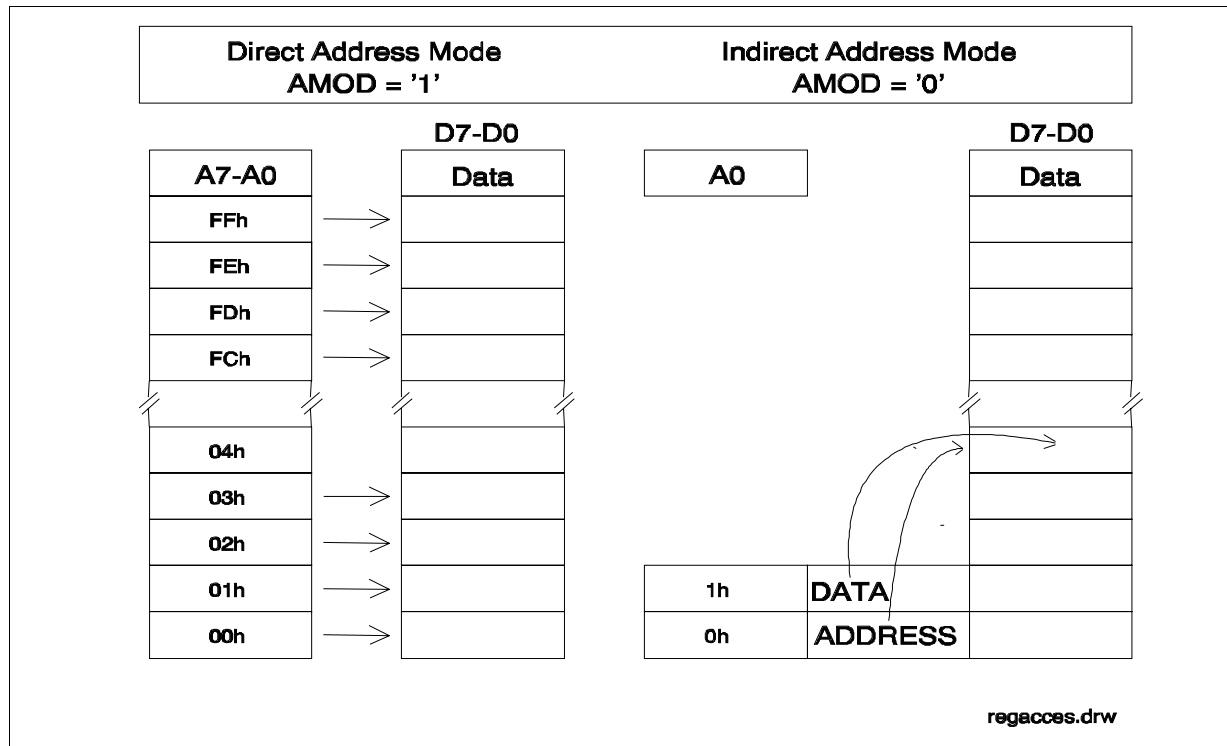 Direct Address Mode
AMOD = '1'
Indirect Address Mode
AMOD = '0'
D7-D0
D7-D0
A7-A0
Data
A0
Data
FFh
FEh
FDh
FCh
04h
03h
02h
01h
1h
DATA
00h
0h
ADDRESS
regacces.drw